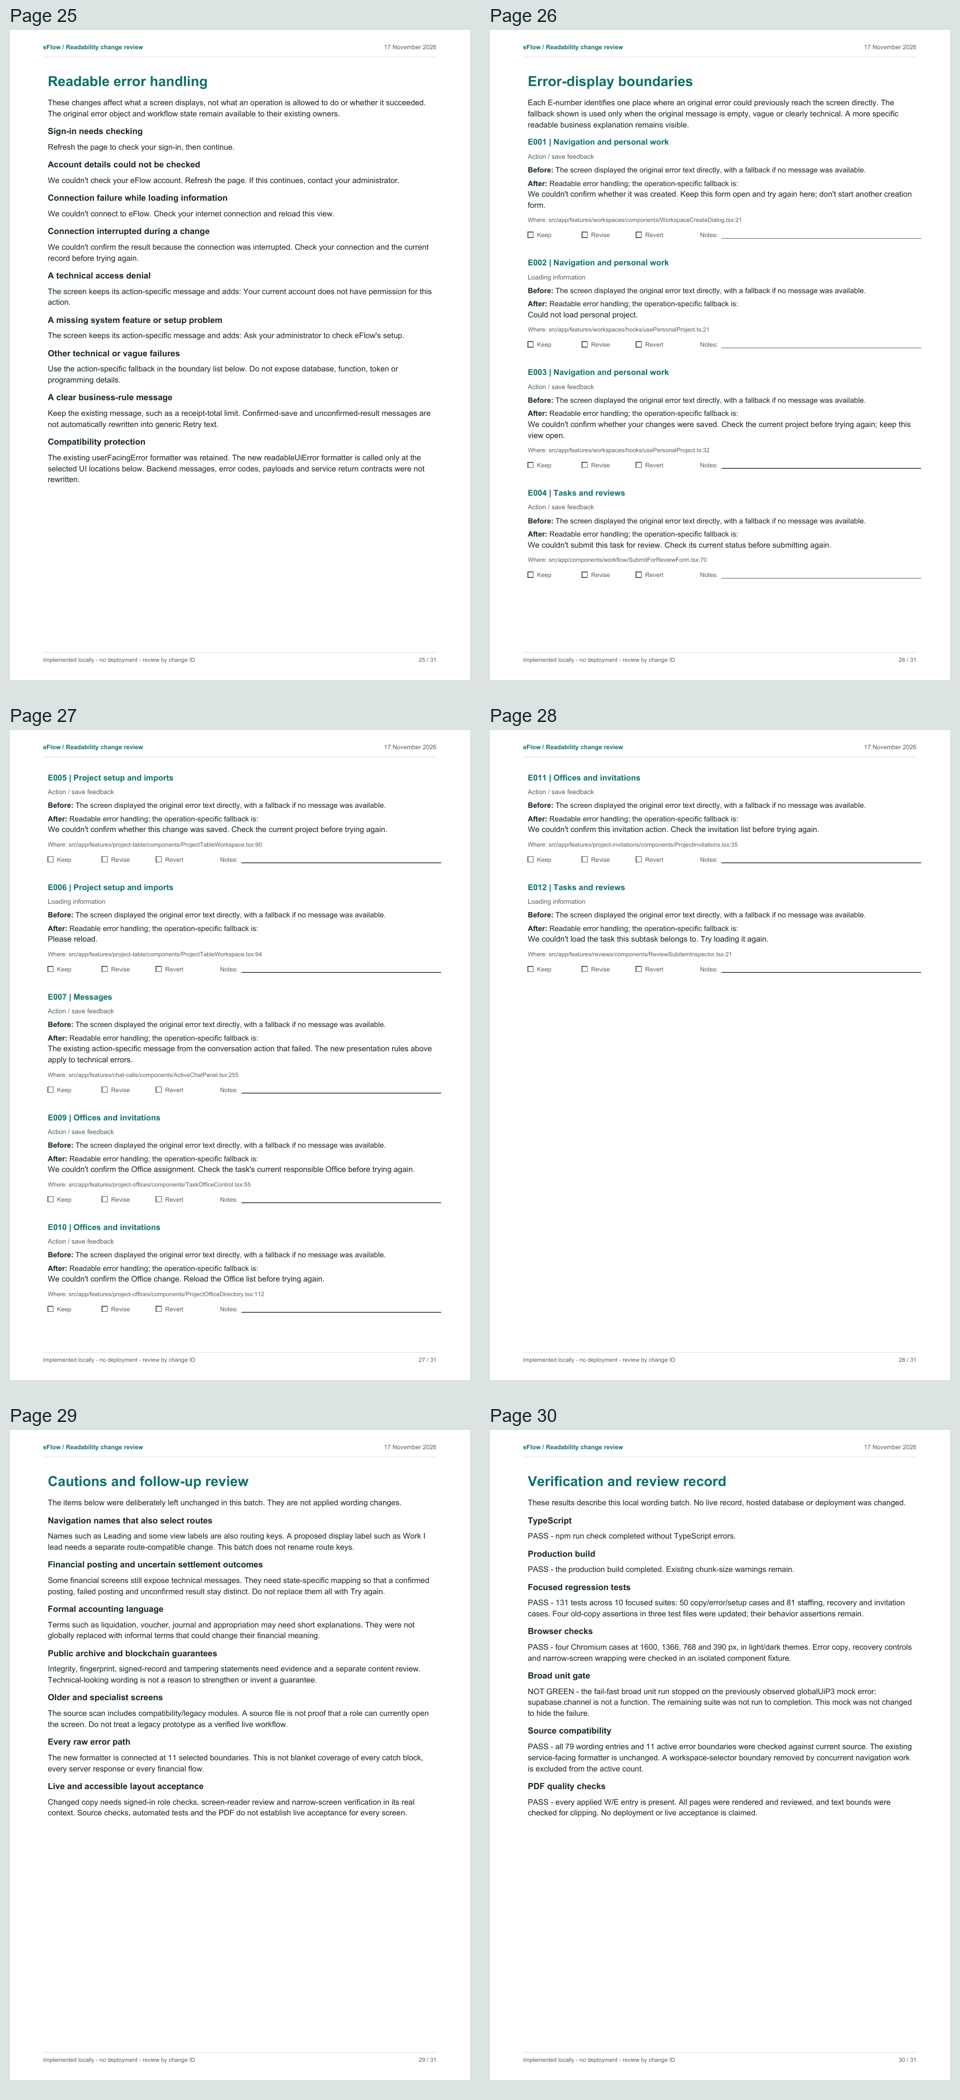 Page 25
eFlow / Readability change review
17 November 2026
Readable error handling
These changes affect what a screen displays, not what an operation is allowed to do or whether it succeeded.
The original error object and workflow state remain available to their existing owners.
Sign-in needs checking
Refresh the page to check your sign-in, then continue.
Account details could not be checked
We couldn't check your eFlow account. Refresh the page. If this continues, contact your administrator.
Connection failure while loading information
We couldn't connect to eFlow. Check your internet connection and reload this view.
Connection interrupted during a change
We couldn't confirm the result because the connection was interrupted. Check your connection and the current
record before trying again.
A technical access denial
The screen keeps its action-specific message and adds: Your current account does not have permission for this
action.
A missing system feature or setup problem
The screen keeps its action-specific message and adds: Ask your administrator to check eFlow's setup.
Other technical or vague failures
Use the action-specific fallback in the boundary list below. Do not expose database, function, token or
programming details.
A clear business-rule message
Keep the existing message, such as a receipt-total limit. Confirmed-save and unconfirmed-result messages are
not automatically rewritten into generic Retry text.
Compatibility protection
The existing userFacingError formatter was retained. The new readableUiError formatter is called only at the
selected UI locations below. Backend messages, error codes, payloads and service return contracts were not
rewritten.
Implemented locally - no deployment - review by change ID
25 / 31
Page 26
eFlow / Readability change review
17 November 2026
Error-display boundaries
Each E-number identifies one place where an original error could previously reach the screen directly. The
fallback shown is used only when the original message is empty, vague or clearly technical. A more specific
readable business explanation remains visible.
E001 | Navigation and personal work
Action / save feedback
Before: The screen displayed the original error text directly, with a fallback if no message was available.
After: Readable error handling; the operation-specific fallback is:
We couldn't confirm whether it was created. Keep this form open and try again here; don't start another creation
form.
Where: src/app/features/workspaces/components/WorkspaceCreateDialog.tsx:21
Keep Revise Revert Notes:
E002 | Navigation and personal work
Loading information
Before: The screen displayed the original error text directly, with a fallback if no message was available.
After: Readable error handling; the operation-specific fallback is:
Could not load personal project.
Where: src/app/features/workspaces/hooks/usePersonalProject.ts:21
Keep Revise Revert Notes:
E003 | Navigation and personal work
Action / save feedback
Before: The screen displayed the original error text directly, with a fallback if no message was available.
After: Readable error handling; the operation-specific fallback is:
We couldn't confirm whether your changes were saved. Check the current project before trying again; keep this
view open.
Where: src/app/features/workspaces/hooks/usePersonalProject.ts:32
Keep Revise Revert Notes:
E004 | Tasks and reviews
Action / save feedback
Before: The screen displayed the original error text directly, with a fallback if no message was available.
After: Readable error handling; the operation-specific fallback is:
We couldn't submit this task for review. Check its current status before submitting again.
Where: src/app/components/workflow/SubmitForReviewForm.tsx:70
Keep Revise Revert Notes:
Implemented locally - no deployment - review by change ID
26 / 31
Page 27
eFlow / Readability change review
17 November 2026
E005 | Project setup and imports
Action / save feedback
Before: The screen displayed the original error text directly, with a fallback if no message was available.
After: Readable error handling; the operation-specific fallback is:
We couldn't confirm whether this change was saved. Check the current project before trying again.
Where: src/app/features/project-table/components/ProjectTableWorkspace.tsx:90
Keep Revise Revert Notes:
E006 | Project setup and imports
Loading information
Before: The screen displayed the original error text directly, with a fallback if no message was available.
After: Readable error handling; the operation-specific fallback is:
Please reload.
Where: src/app/features/project-table/components/ProjectTableWorkspace.tsx:94
Keep Revise Revert Notes:
E007 | Messages
Action / save feedback
Before: The screen displayed the original error text directly, with a fallback if no message was available.
After: Readable error handling; the operation-specific fallback is:
The existing action-specific message from the conversation action that failed. The new presentation rules above
apply to technical errors.
Where: src/app/features/chat-calls/components/ActiveChatPanel.tsx:255
Keep Revise Revert Notes:
E009 | Offices and invitations
Action / save feedback
Before: The screen displayed the original error text directly, with a fallback if no message was available.
After: Readable error handling; the operation-specific fallback is:
We couldn't confirm the Office assignment. Check the task's current responsible Office before trying again.
Where: src/app/features/project-offices/components/TaskOfficeControl.tsx:55
Keep Revise Revert Notes:
E010 | Offices and invitations
Action / save feedback
Before: The screen displayed the original error text directly, with a fallback if no message was available.
After: Readable error handling; the operation-specific fallback is:
We couldn't confirm the Office change. Reload the Office list before trying again.
Where: src/app/features/project-offices/components/ProjectOfficeDirectory.tsx:112
Keep Revise Revert Notes:
Implemented locally - no deployment - review by change ID
27 / 31
Page 28
eFlow / Readability change review
17 November 2026
E011 | Offices and invitations
Action / save feedback
Before: The screen displayed the original error text directly, with a fallback if no message was available.
After: Readable error handling; the operation-specific fallback is:
We couldn't confirm this invitation action. Check the invitation list before trying again.
Where: src/app/features/project-invitations/components/ProjectInvitations.tsx:35
Keep Revise Revert Notes:
E012 | Tasks and reviews
Loading information
Before: The screen displayed the original error text directly, with a fallback if no message was available.
After: Readable error handling; the operation-specific fallback is:
We couldn't load the task this subtask belongs to. Try loading it again.
Where: src/app/features/reviews/components/ReviewSubitemInspector.tsx:21
Keep Revise Revert Notes:
Implemented locally - no deployment - review by change ID
28 / 31
Page 29
eFlow / Readability change review
17 November 2026
Cautions and follow-up review
The items below were deliberately left unchanged in this batch. They are not applied wording changes.
Navigation names that also select routes
Names such as Leading and some view labels are also routing keys. A proposed display label such as Work I
lead needs a separate route-compatible change. This batch does not rename route keys.
Financial posting and uncertain settlement outcomes
Some financial screens still expose technical messages. They need state-specific mapping so that a confirmed
posting, failed posting and unconfirmed result stay distinct. Do not replace them all with Try again.
Formal accounting language
Terms such as liquidation, voucher, journal and appropriation may need short explanations. They were not
globally replaced with informal terms that could change their financial meaning.
Public archive and blockchain guarantees
Integrity, fingerprint, signed-record and tampering statements need evidence and a separate content review.
Technical-looking wording is not a reason to strengthen or invent a guarantee.
Older and specialist screens
The source scan includes compatibility/legacy modules. A source file is not proof that a role can currently open
the screen. Do not treat a legacy prototype as a verified live workflow.
Every raw error path
The new formatter is connected at 11 selected boundaries. This is not blanket coverage of every catch block,
every server response or every financial flow.
Live and accessible layout acceptance
Changed copy needs signed-in role checks, screen-reader review and narrow-screen verification in its real
context. Source checks, automated tests and the PDF do not establish live acceptance for every screen.
Implemented locally - no deployment - review by change ID
29 / 31
Page 30
eFlow / Readability change review
17 November 2026
Verification and review record
These results describe this local wording batch. No live record, hosted database or deployment was changed.
TypeScript
PASS - npm run check completed without TypeScript errors.
Production build
PASS - the production build completed. Existing chunk-size warnings remain.
Focused regression tests
PASS - 131 tests across 10 focused suites: 50 copy/error/setup cases and 81 staffing, recovery and invitation
cases. Four old-copy assertions in three test files were updated; their behavior assertions remain.
Browser checks
PASS - four Chromium cases at 1600, 1366, 768 and 390 px, in light/dark themes. Error copy, recovery controls
and narrow-screen wrapping were checked in an isolated component fixture.
Broad unit gate
NOT GREEN - the fail-fast broad unit run stopped on the previously observed globalUiP3 mock error:
supabase.channel is not a function. The remaining suite was not run to completion. This mock was not changed
to hide the failure.
Source compatibility
PASS - all 79 wording entries and 11 active error boundaries were checked against current source. The existing
service-facing formatter is unchanged. A workspace-selector boundary removed by concurrent navigation work
is excluded from the active count.
PDF quality checks
PASS - every applied W/E entry is present. All pages were rendered and reviewed, and text bounds were
checked for clipping. No deployment or live acceptance is claimed.
Implemented locally - no deployment - review by change ID
30 / 31